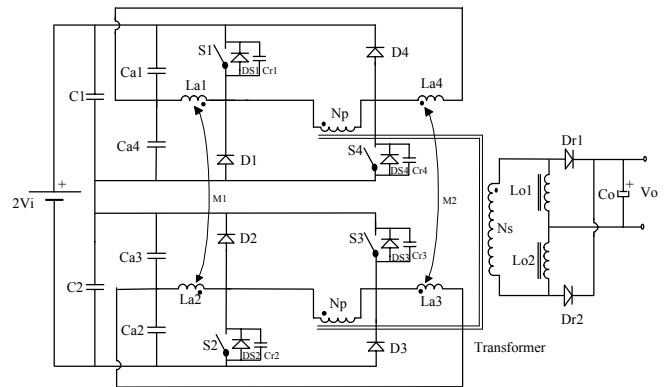 S1
DS1
Cr1
D4
Ca1
La1
La4
C1
Np
Ca4
D1
S4
DS4
Cr4
Dr1
2Vi
+
M1
M2
Lo1
Co
+
Vo
Ns
D2
S3
DS3
Cr3
Lo2
Ca3
C2
La2
Np
La3
Ca2
S2
DS2
Cr2
D3
Dr2
Transformer